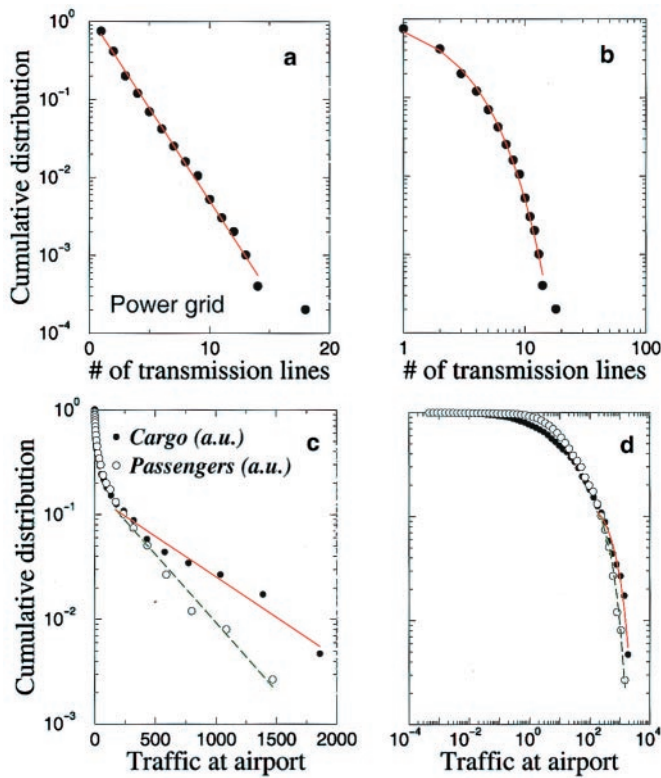 a
b
Cumulative distribution
10^0
10^-1
10^-2
10^-3
10^-4
Power grid
0 10 20
# of transmission lines
1 10 100
# of transmission lines
c
d
Cumulative distribution
10^0
10^-1
10^-2
10^-3
Cargo (a.u.)
Passengers (a.u.)
0 500 1000 1500 2000
Traffic at airport
10^-4 10^-2 10^0 10^2 10^4
Traffic at airport